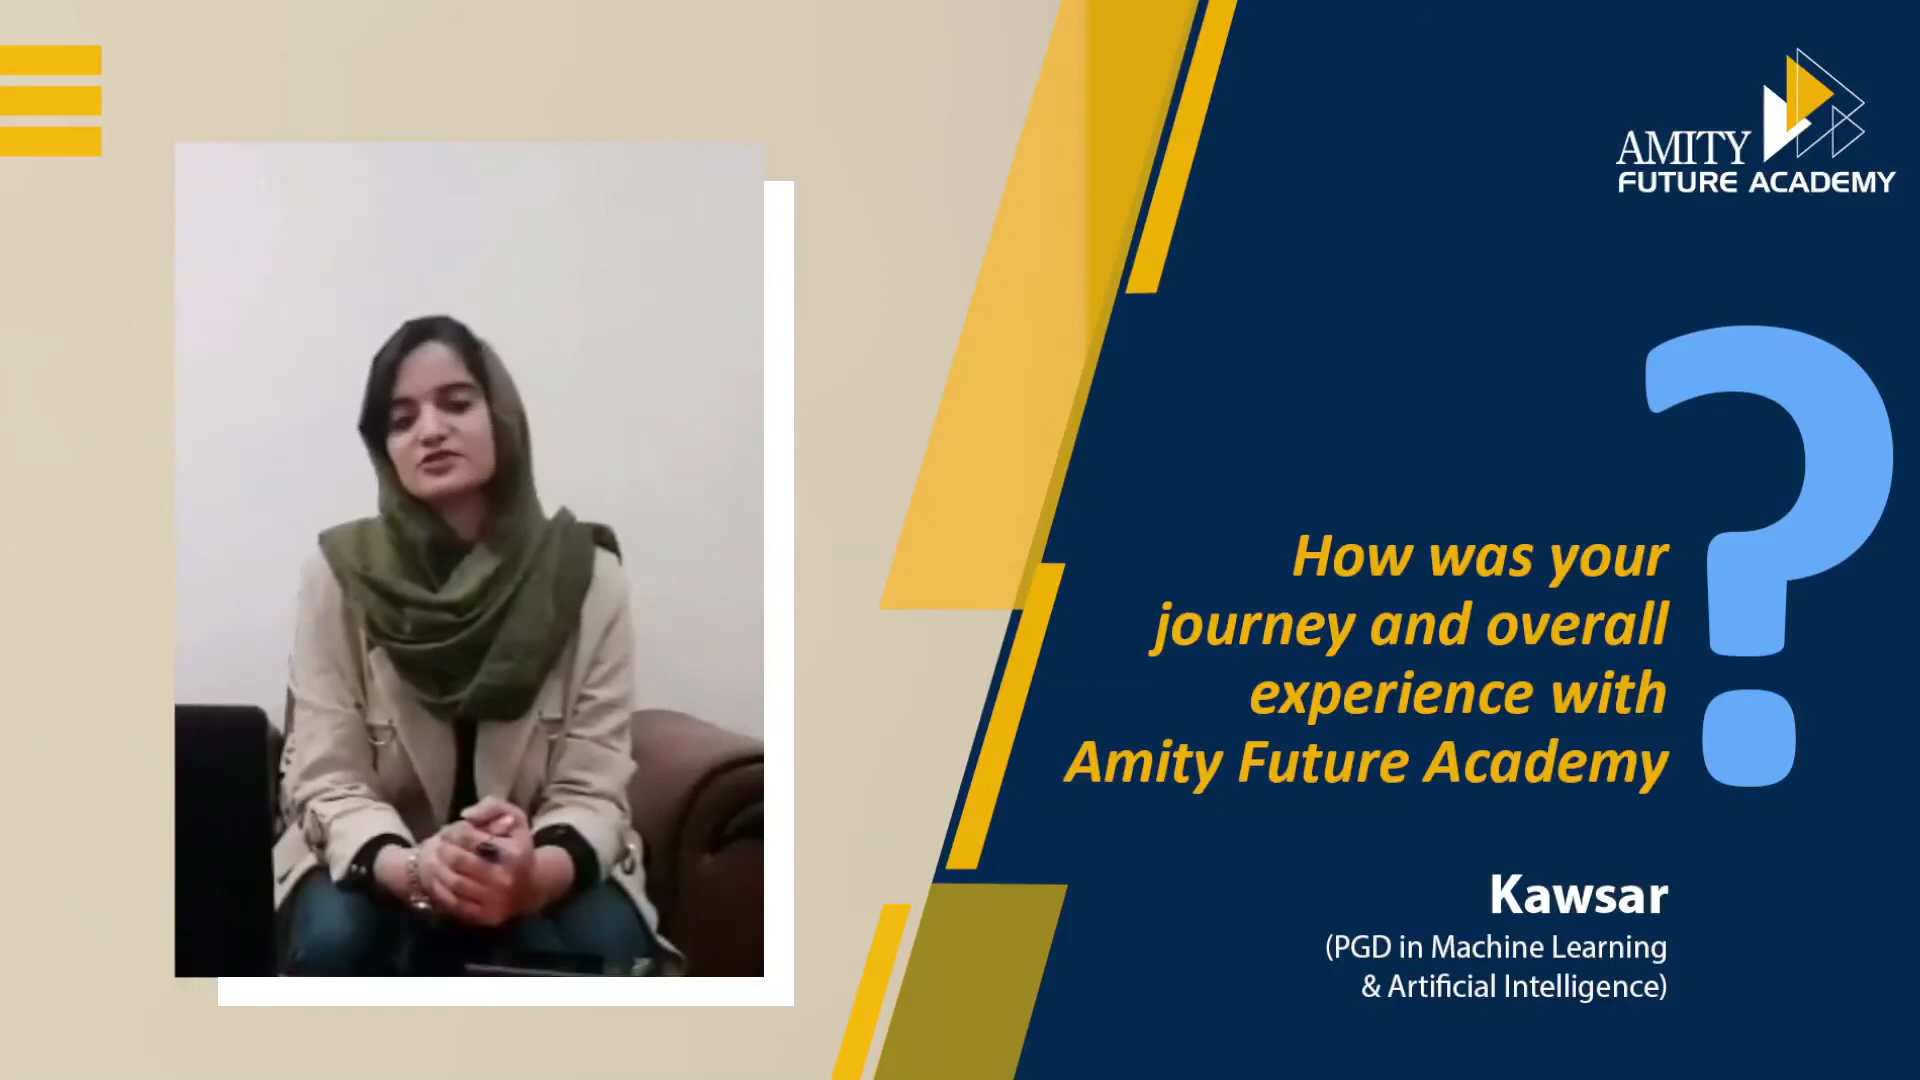 AMITY
FUTURE ACADEMY
How was your
journey and overall
experience with
Amity Future Academy
?
Kawsar
(PGD in Machine Learning
& Artificial Intelligence)